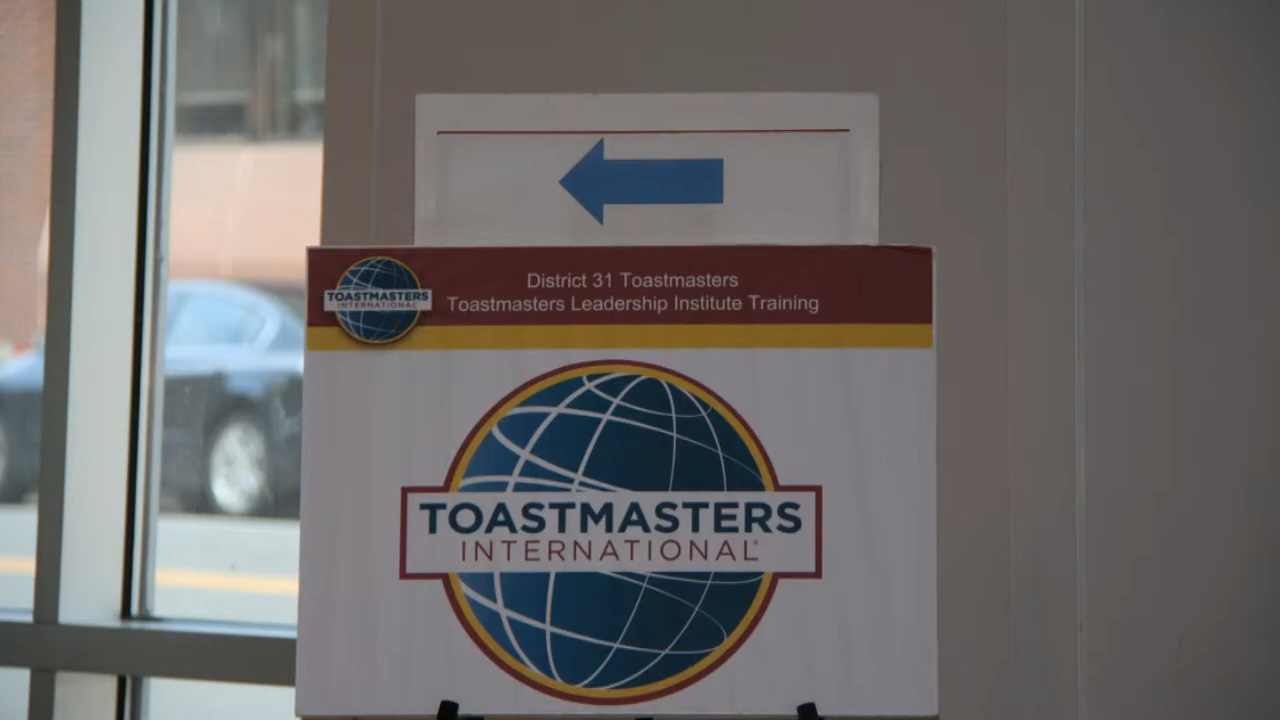 District 31 Toastmasters
Toastmasters Leadership Institute Training
TOASTMASTERS
INTERNATIONAL
TOASTMASTERS
INTERNATIONAL